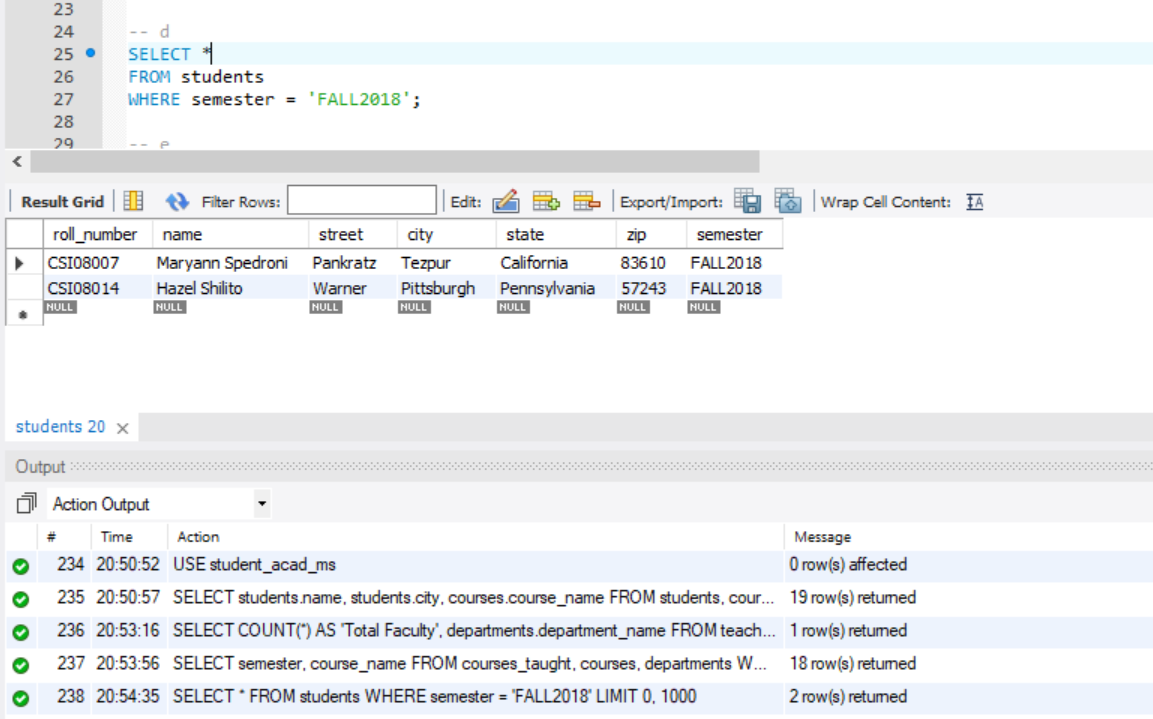 23
24 -- d
25 SELECT *
26 FROM students
27 WHERE semester = 'FALL2018';
28
29 -- e
Result Grid Filter Rows: Edit: Export/Import: Wrap Cell Content: IA
roll_number name street city state zip semester
CSI08007 Maryann Spedroni Pankratz Tezpur California 83610 FALL2018
CSI08014 Hazel Shilito Warner Pittsburgh Pennsylvania 57243 FALL2018
NULL NULL NULL NULL NULL NULL NULL
students 20
Output
Action Output
# Time Action Message
234 20:50:52 USE student_acad_ms 0 row(s) affected
235 20:50:57 SELECT students.name, students.city, courses.course_name FROM students, cour... 19 row(s) returned
236 20:53:16 SELECT COUNT(*) AS 'Total Faculty', departments.department_name FROM teach... 1 row(s) returned
237 20:53:56 SELECT semester, course_name FROM courses_taught, courses, departments W... 18 row(s) returned
238 20:54:35 SELECT * FROM students WHERE semester = 'FALL2018' LIMIT 0, 1000 2 row(s) returned